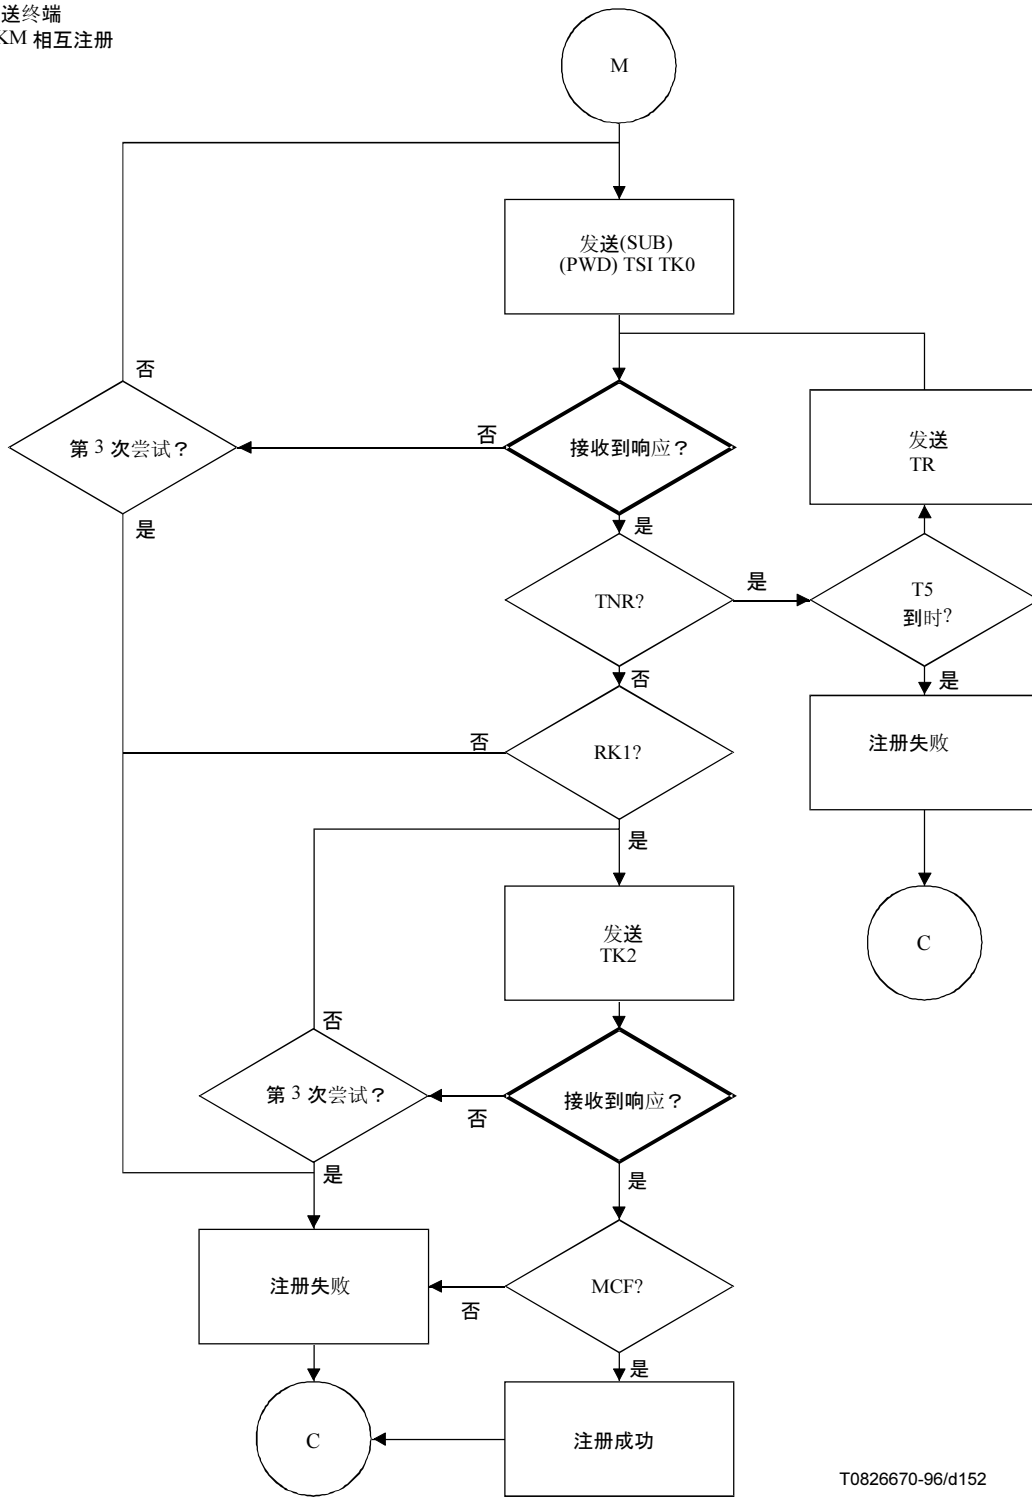 送终端
KM 相互注册
M
发送(SUB)
(PWD) TSI TK0
否
第 3 次尝试？
是
否
接收到响应？
是
发送
TR
TNR?
是
T5
到时？
是
否
否
RK1?
注册失败
是
C
发送
TK2
否
第 3 次尝试？
否
接收到响应？
是
是
注册失败
否
MCF?
是
C
注册成功
T0826670-96/d152